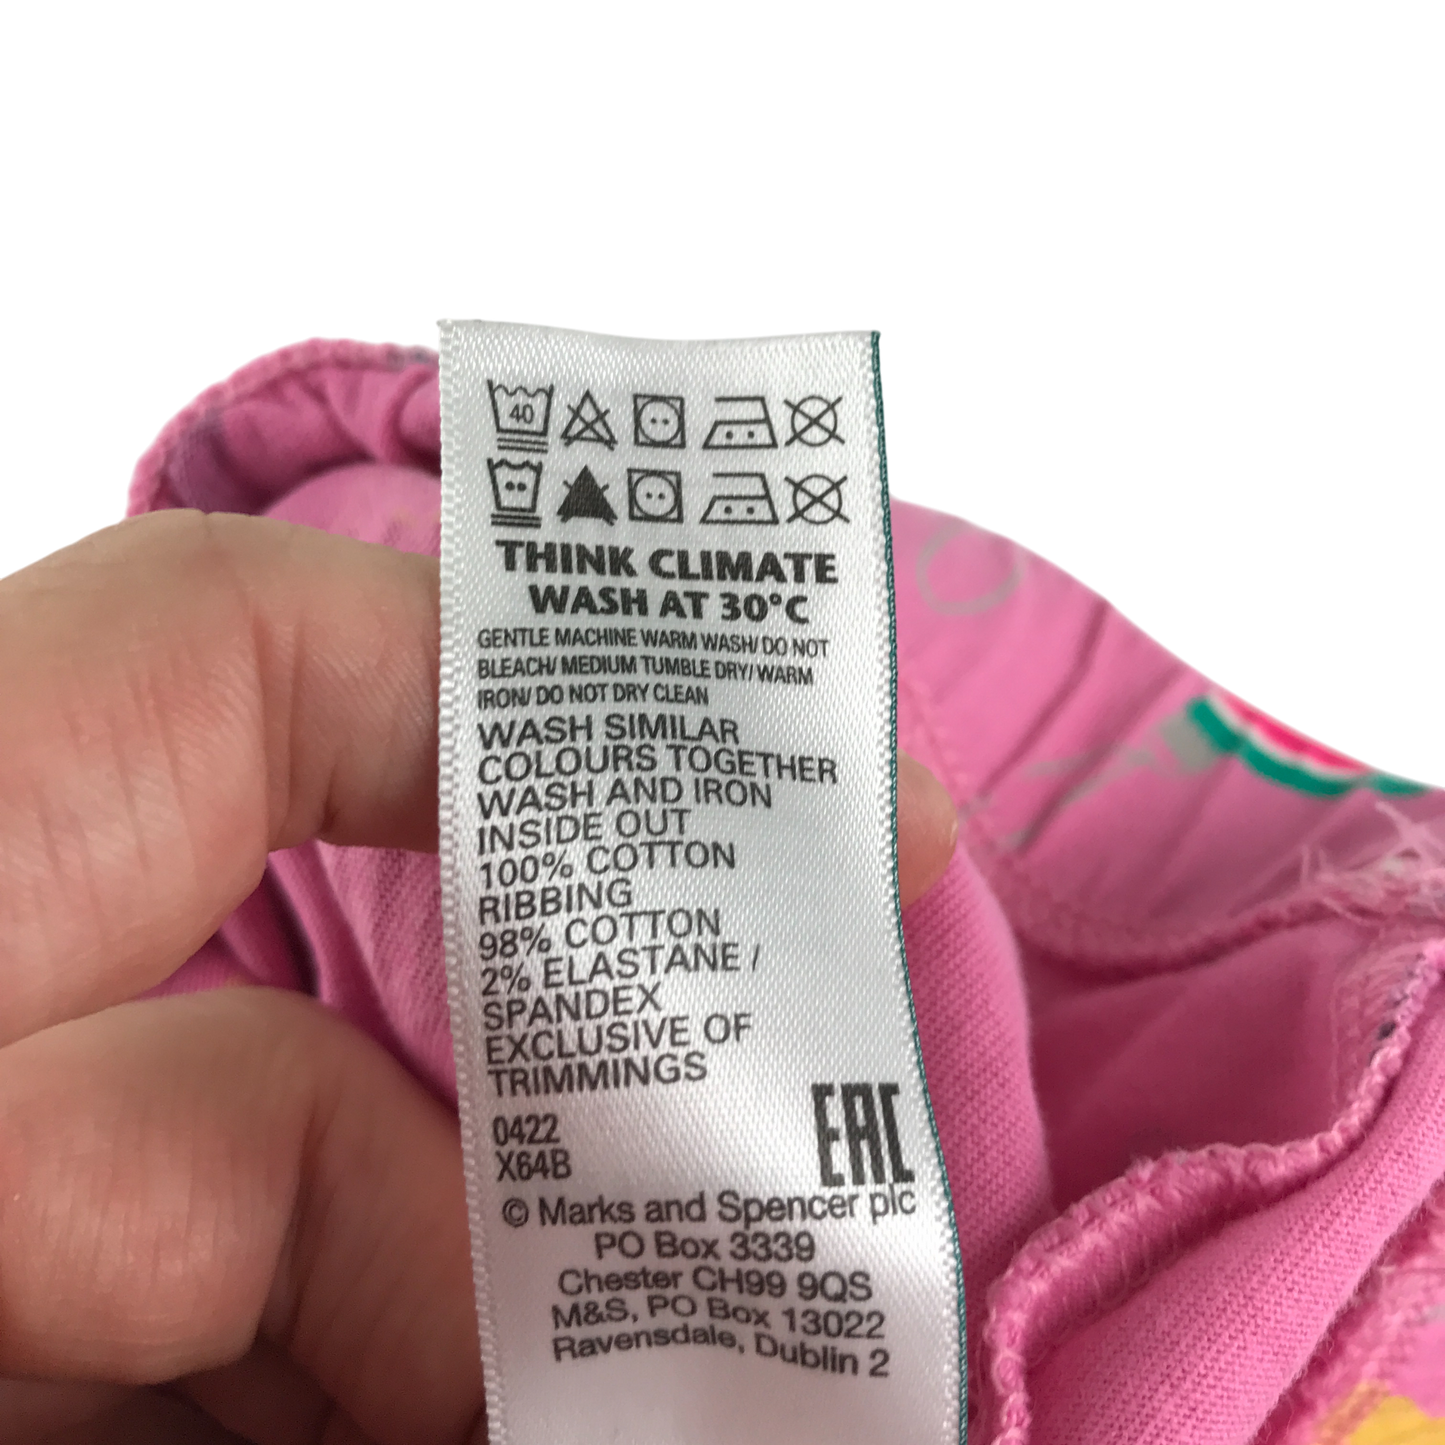 40
THINK CLIMATE
WASH AT 30°C
GENTLE MACHINE WARM WASH/ DO NOT
BLEACH/ MEDIUM TUMBLE DRY/ WARM
IRON/ DO NOT DRY CLEAN
WASH SIMILAR
COLOURS TOGETHER
WASH AND IRON
INSIDE OUT
100% COTTON
RIBBING
98% COTTON
2% ELASTANE /
SPANDEX
EXCLUSIVE OF
TRIMMINGS
0422
X64B
EAC
© Marks and Spencer plc
PO Box 3339
Chester CH99 9QS
M&S, PO Box 13022
Ravensdale, Dublin 2